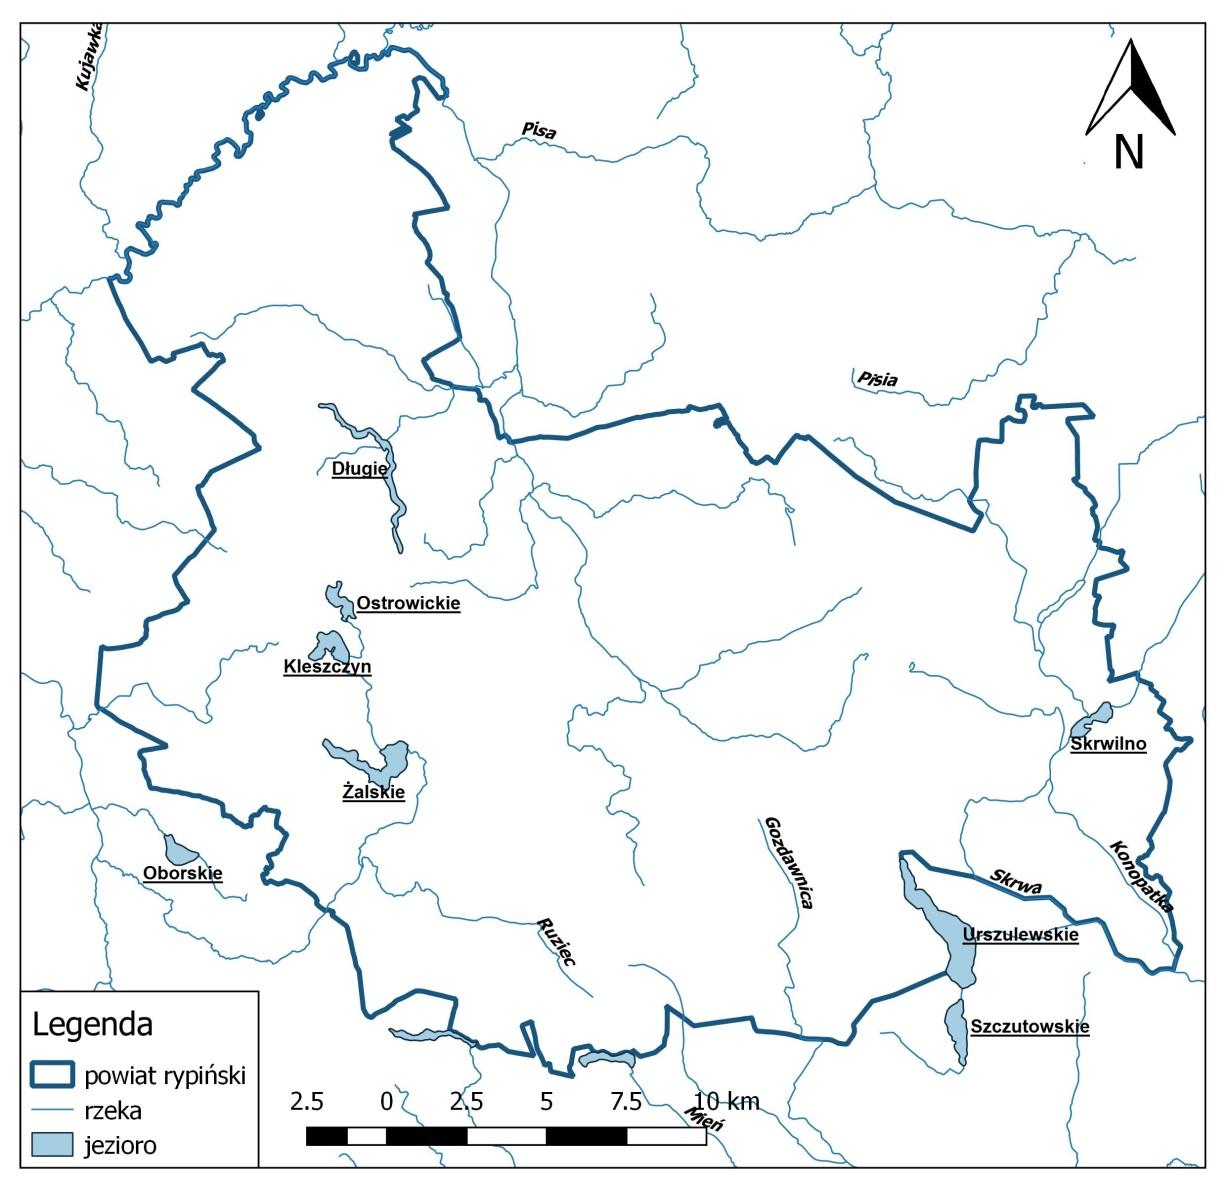 Kujawka
Pisa
N
Pisia
Długie
Ostrowickie
Kleszczyn
Skrwilno
Żalskie
Gozdawnica
Oborskie
Konopatka
Skrwa
Ruziec
Urszulewskie
Szczutowskie
Legenda
powiat rypiński
rzeka
jezioro
2.5 0 2.5 5 7.5 10 km
Mień